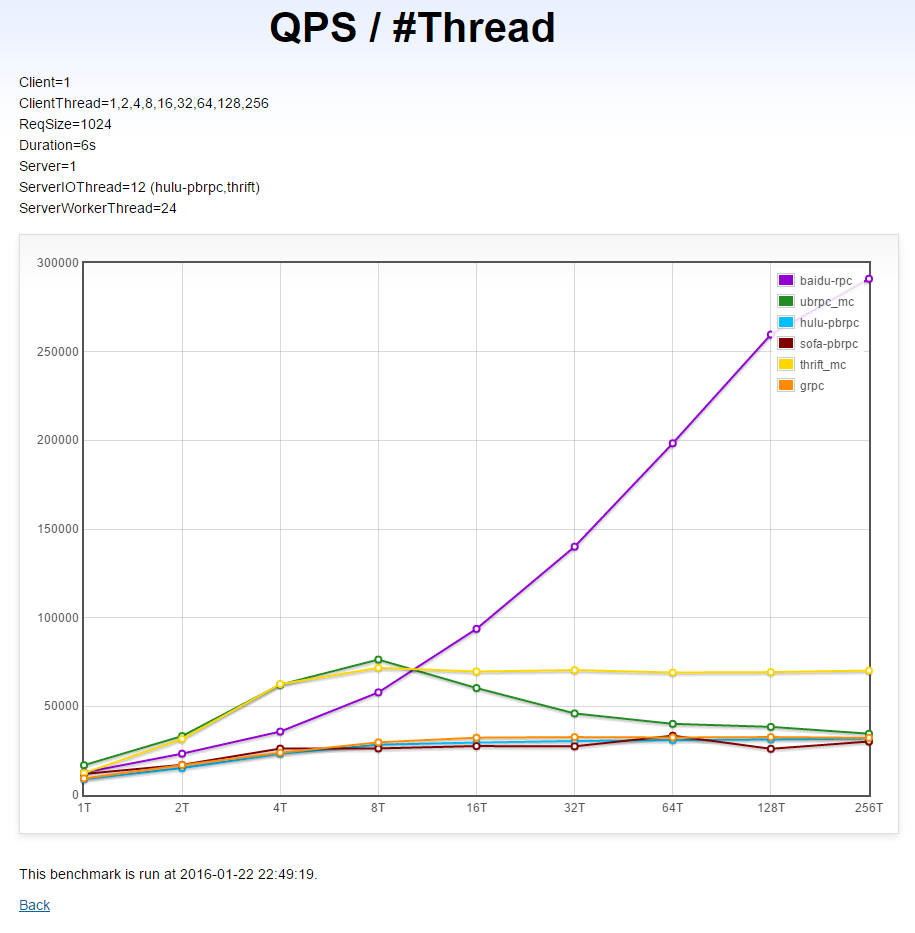 QPS / #Thread
Client=1
ClientThread=1,2,4,8,16,32,64,128,256
ReqSize=1024
Duration=6s
Server=1
ServerIOThread=12 (hulu-pbrpc,thrift)
ServerWorkerThread=24
300000
250000
200000
150000
100000
50000
0
baidu-rpc
ubrpc_mc
hulu-pbrpc
sofa-pbrpc
thrift_mc
grpc
1T 2T 4T 8T 16T 32T 64T 128T 256T
This benchmark is run at 2016-01-22 22:49:19.
Back